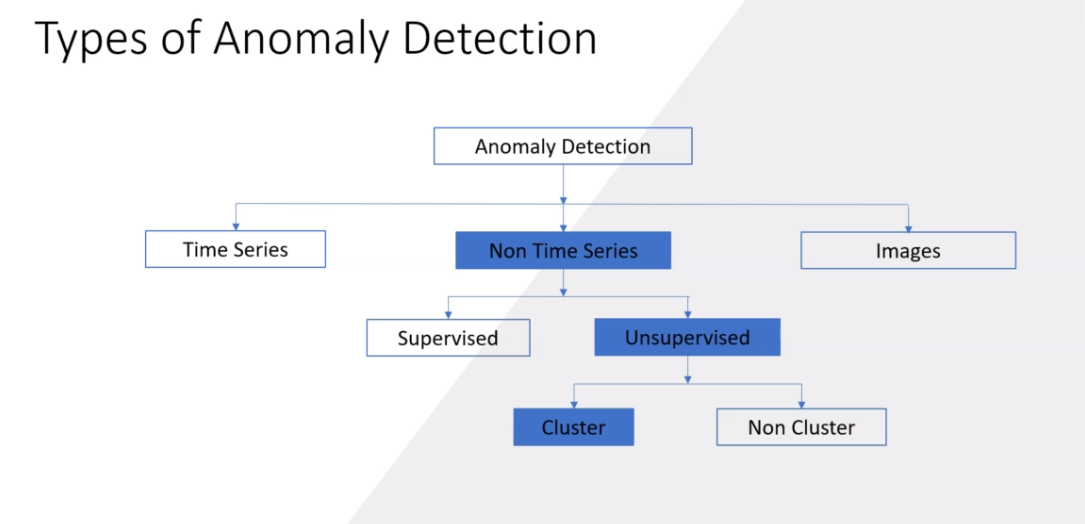 Types of Anomaly Detection
Anomaly Detection
Time Series
Non Time Series
Images
Supervised
Unsupervised
Cluster
Non Cluster